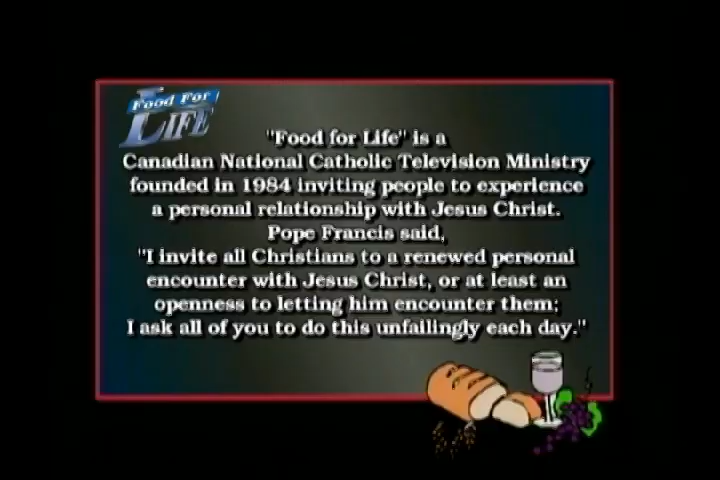 Food For
LIFE
"Food for Life" is a
Canadian National Catholic Television Ministry
founded in 1984 inviting people to experience
a personal relationship with Jesus Christ.
Pope Francis said,
"I invite all Christians to a renewed personal
encounter with Jesus Christ, or at least an
openness to letting him encounter them;
I ask all of you to do this unfailingly each day."